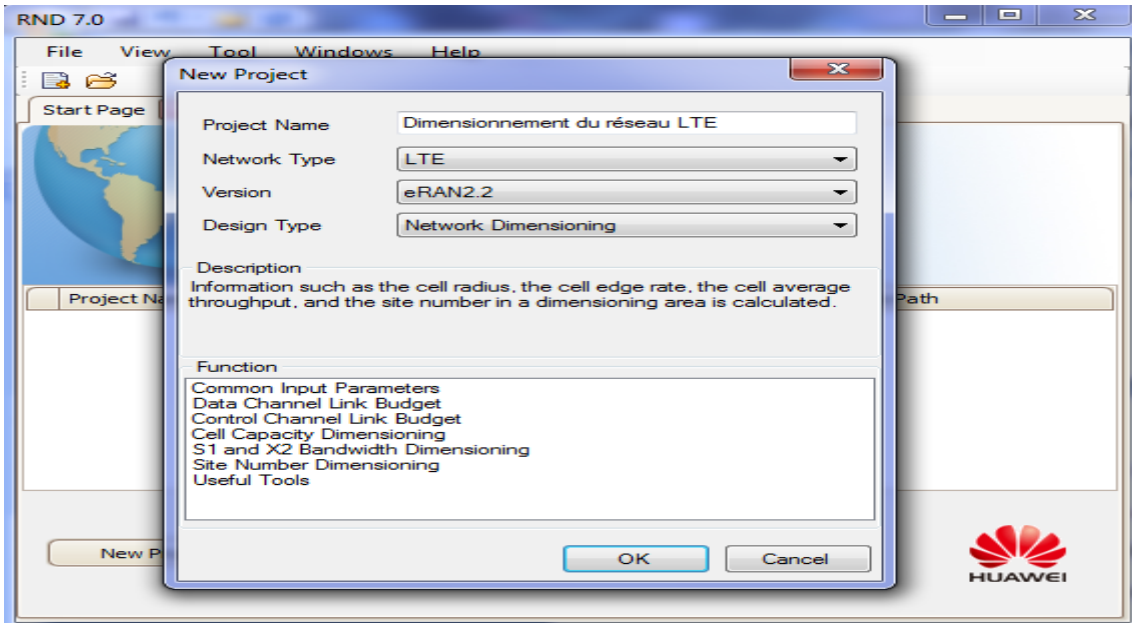 RND 7.0
File View Tool Windows Help
New Project
Start Page
Project Name Dimensionnement du réseau LTE
Network Type LTE
Version eRAN2.2
Design Type Network Dimensioning
Description
Information such as the cell radius, the cell edge rate, the cell average
throughput, and the site number in a dimensioning area is calculated.
Project Na
Path
Function
Common Input Parameters
Data Channel Link Budget
Control Channel Link Budget
Cell Capacity Dimensioning
S1 and X2 Bandwidth Dimensioning
Site Number Dimensioning
Useful Tools
New P
OK Cancel
HUAWEI